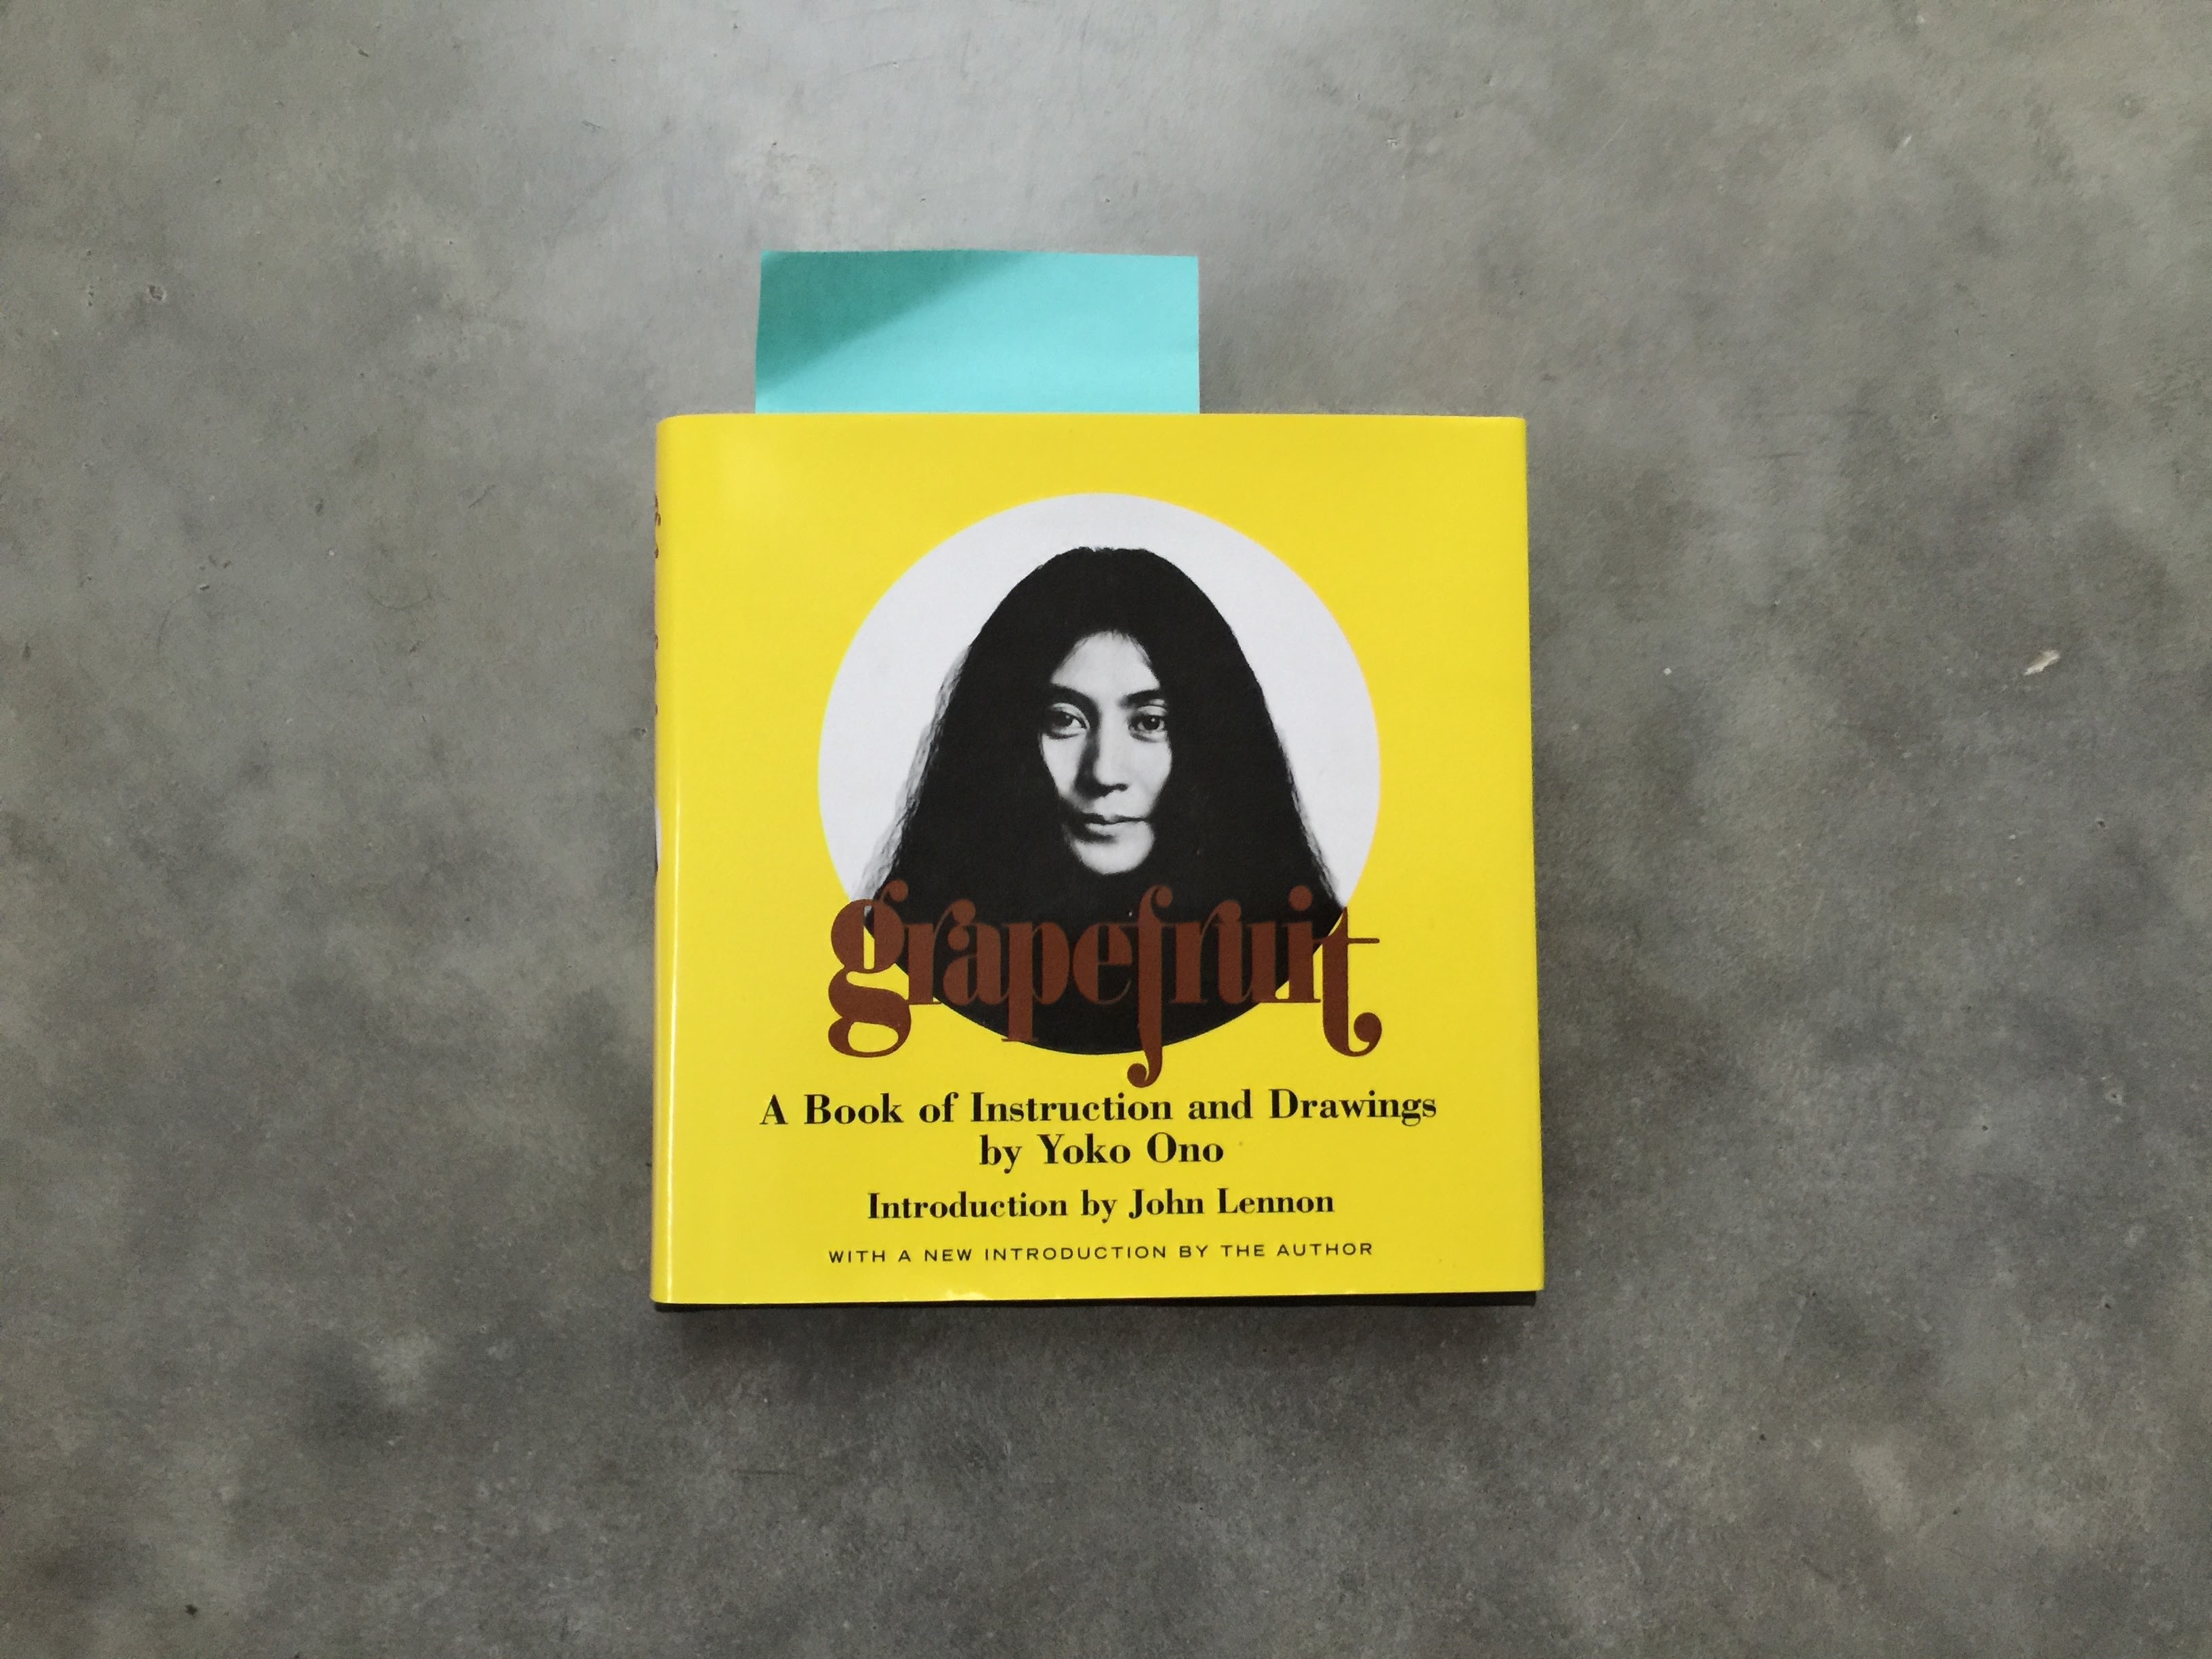 grapefruit
A Book of Instruction and Drawings
by Yoko Ono
Introduction by John Lennon
WITH A NEW INTRODUCTION BY THE AUTHOR